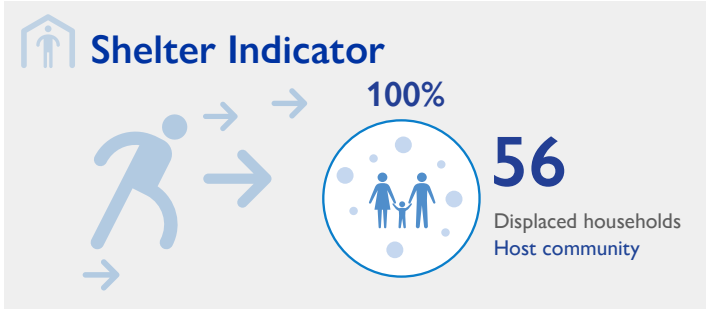 Shelter Indicator
100%
56
Displaced households
Host community